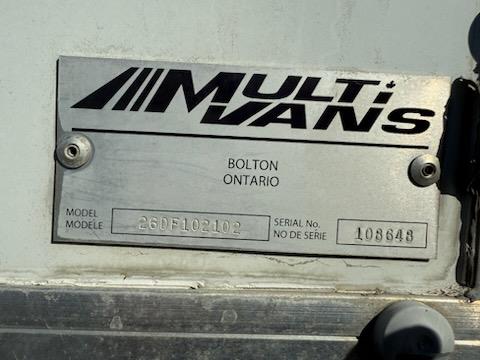 MULTI
VANS
BOLTON
ONTARIO
MODEL
MODELE 26DF102102
SERIAL No.
NO DE SERIE 108648